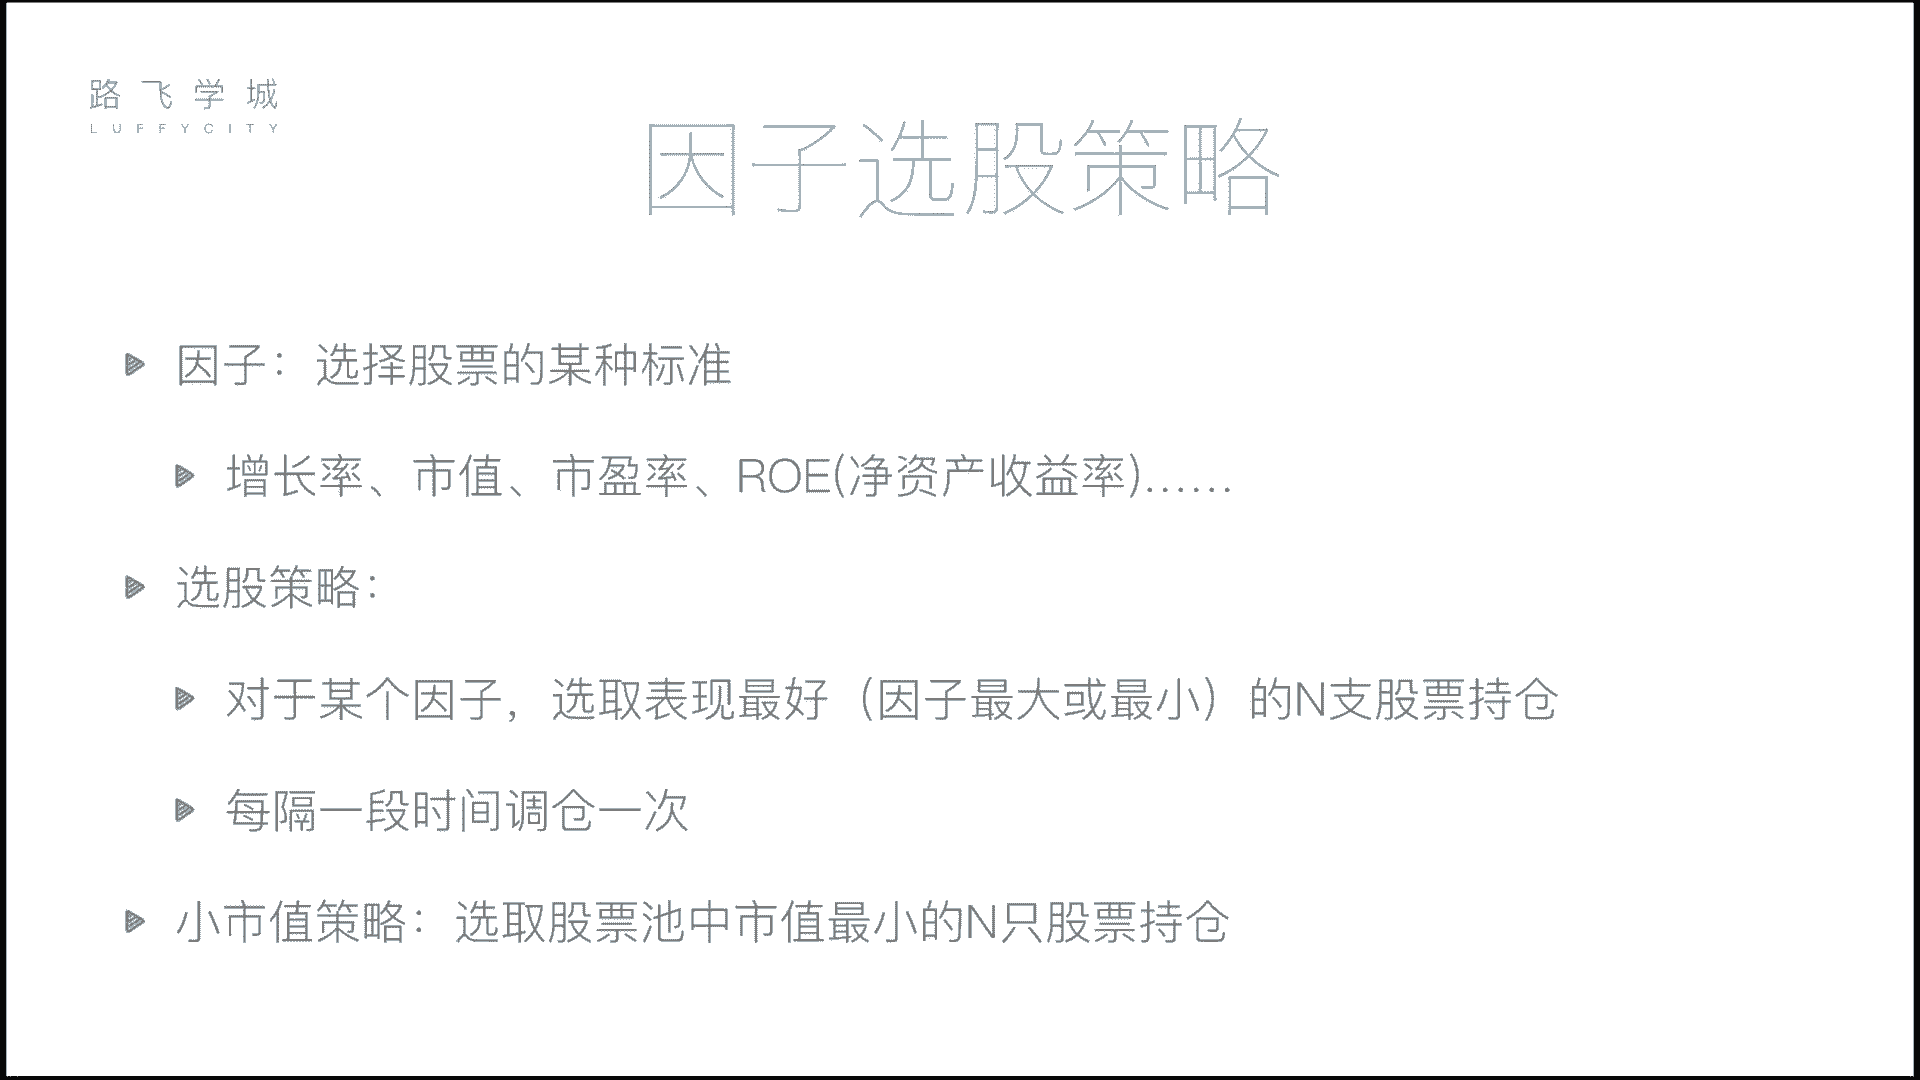 路飞学城
LUFFYCITY
因子选股策略
因子：选择股票的某种标准
增长率、市值、市盈率、ROE(净资产收益率)……
选股策略：
对于某个因子，选取表现最好（因子最大或最小）的N支股票持仓
每隔一段时间调仓一次
小市值策略：选取股票池中市值最小的N只股票持仓